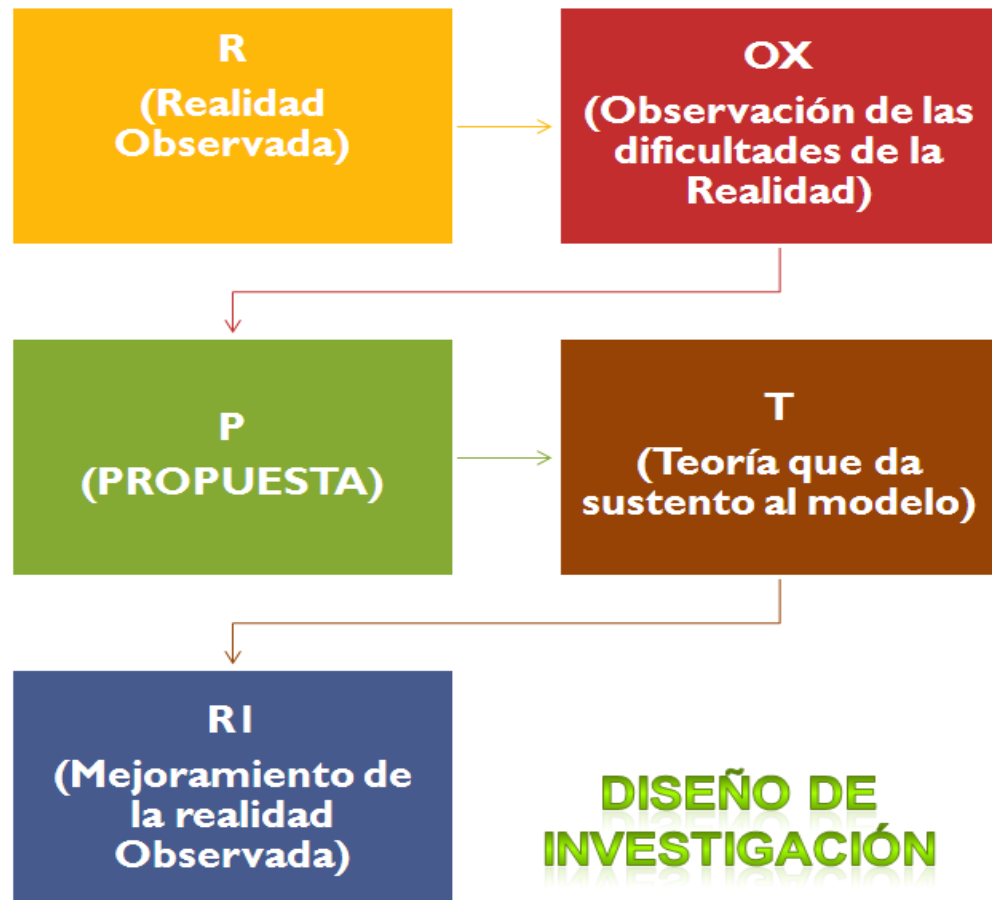 R
(Realidad
Observada)
OX
(Observación de las
dificultades de la
Realidad)
P
(PROPUESTA)
T
(Teoría que da
sustento al modelo)
R1
(Mejoramiento de
la realidad
Observada)
DISEÑO DE
INVESTIGACIÓN